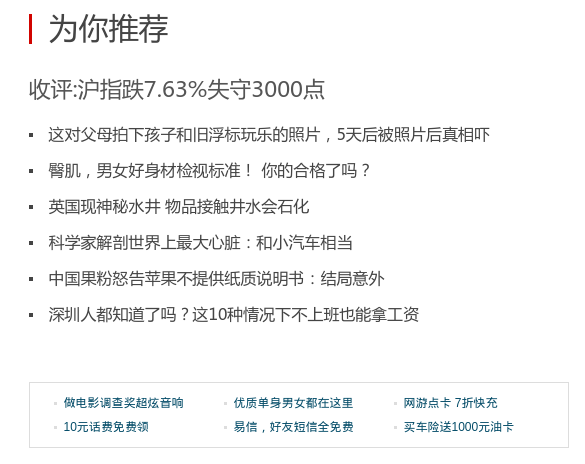 为你推荐
收评:沪指跌7.63%失守3000点
这对父母拍下孩子和旧浮标玩乐的照片，5天后被照片后真相吓
臀肌，男女好身材检视标准！ 你的合格了吗？
英国现神秘水井 物品接触井水会石化
科学家解剖世界上最大心脏：和小汽车相当
中国果粉怒告苹果不提供纸质说明书：结局意外
深圳人都知道了吗？这10种情况下不上班也能拿工资
做电影调查奖超炫音响 优质单身男女都在这里 网游点卡 7折快充
10元话费免费领 易信，好友短信全免费 买车险送1000元油卡